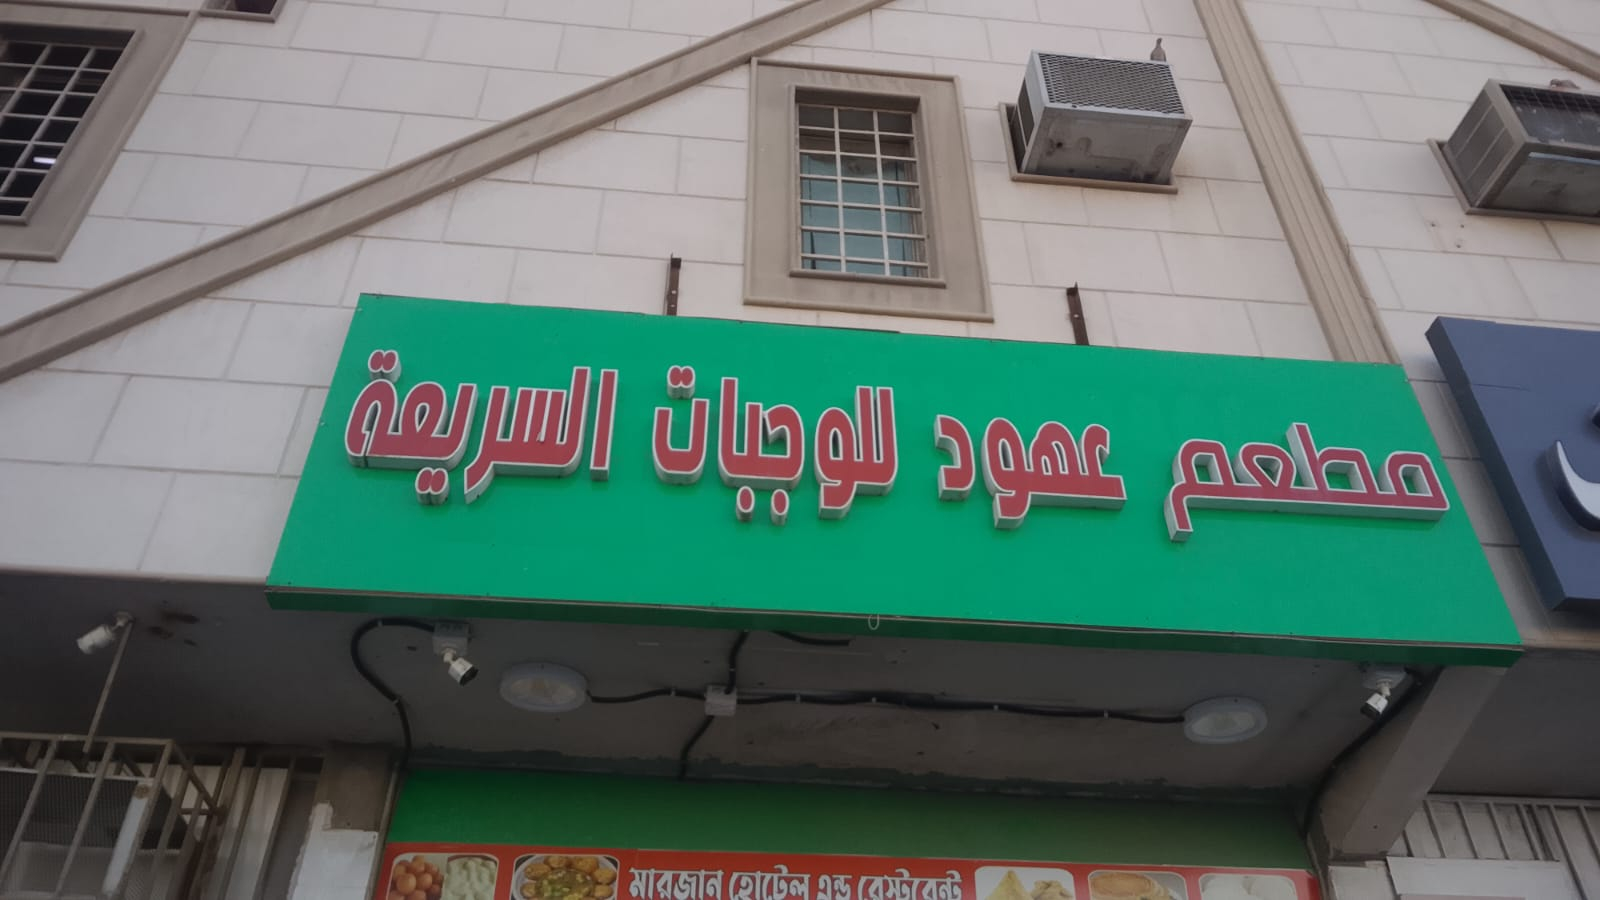 مطعم عهود للوجبات السريعة
মারজান হোটেল এন্ড রেস্টুরেন্ট